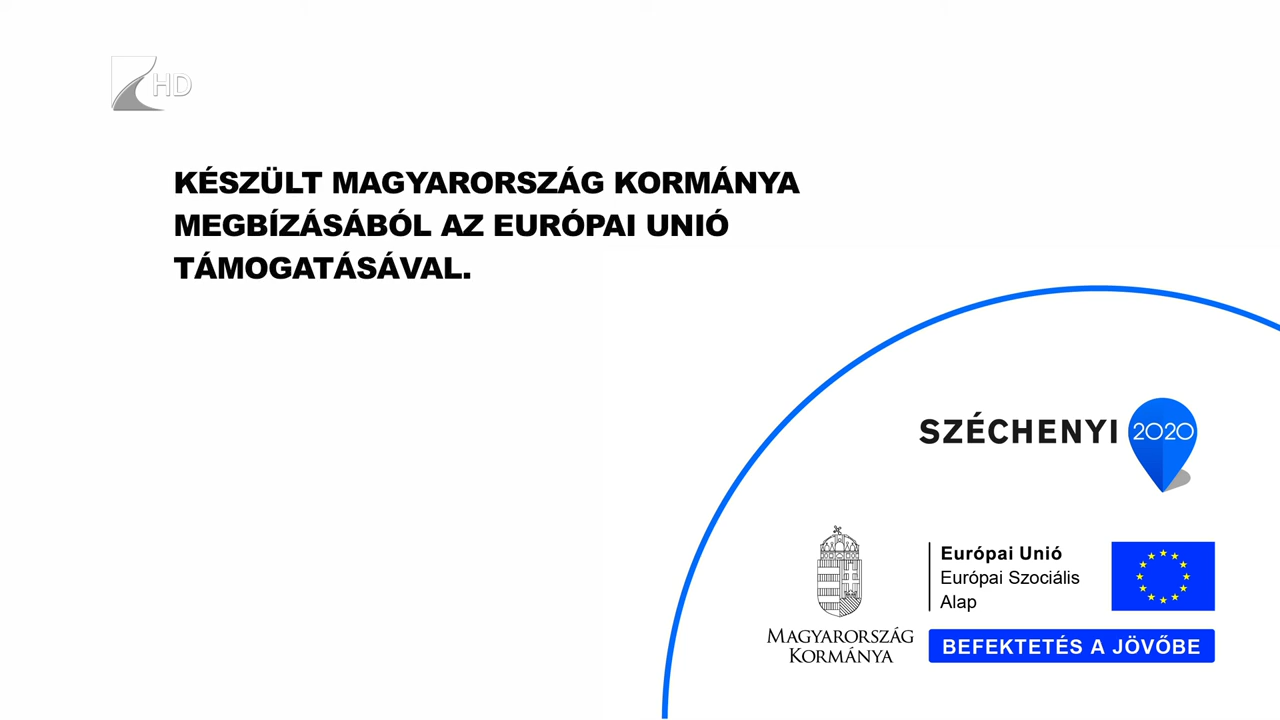 HD
KÉSZÜLT MAGYARORSZÁG KORMÁNYA
MEGBÍZÁSÁBÓL AZ EURÓPAI UNIÓ
TÁMOGATÁSÁVAL.
SZÉCHENYI 2020
Európai Unió
Európai Szociális
Alap
MAGYARORSZÁG
KORMÁNYA
BEFEKTETÉS A JÖVŐBE